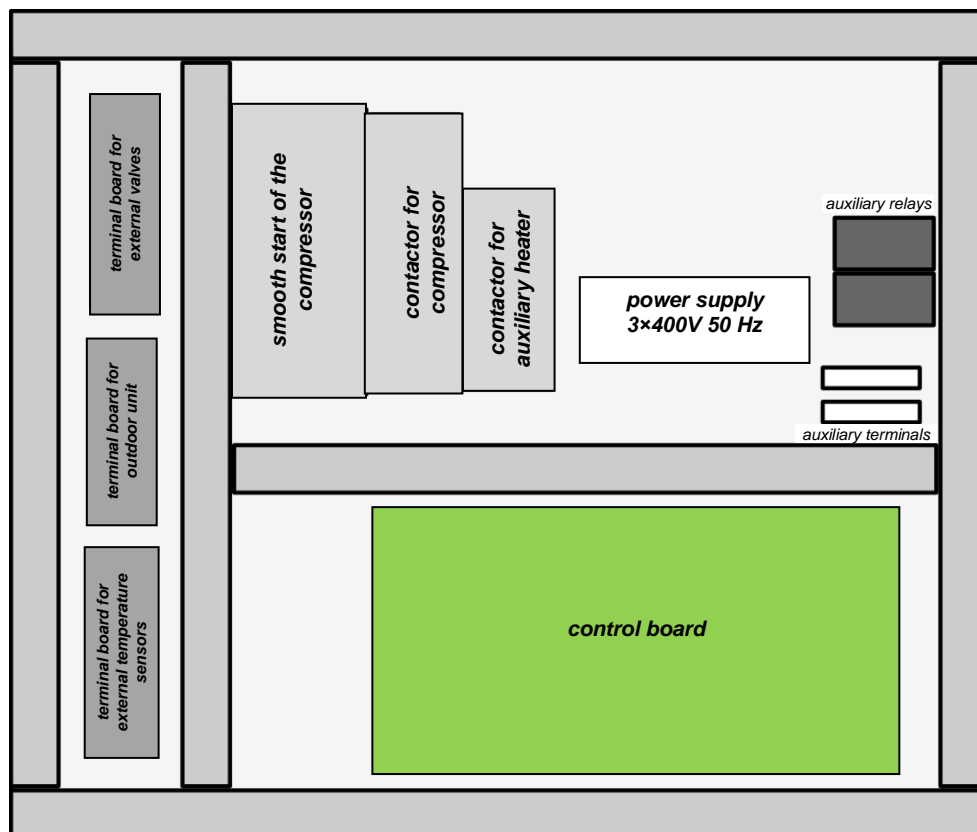 terminal board for
external valves
smooth start of the
compressor
contactor for
compressor
contactor for
auxiliary heater
power supply
3×400V 50 Hz
auxiliary relays
auxiliary terminals
terminal board for
outdoor unit
terminal board for
external temperature
sensors
control board